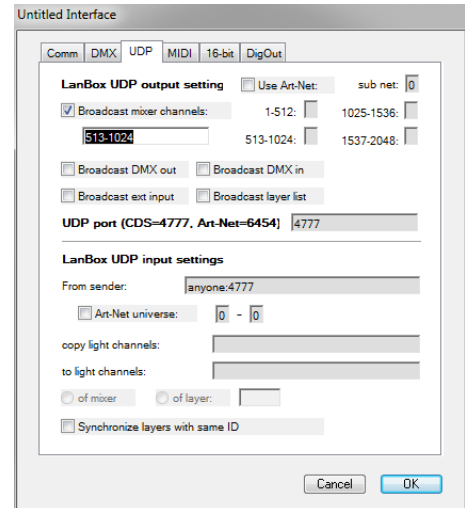 Untitled Interface
Comm DMX UDP MIDI 16-bit DigOut
LanBox UDP output setting Use Art-Net: sub net: 0
Broadcast mixer channels: 1-512: 1025-1536:
513-1024 513-1024: 1537-2048:
Broadcast DMX out Broadcast DMX in
Broadcast ext input Broadcast layer list
UDP port (CDS=4777, Art-Net=6454) 4777
LanBox UDP input settings
From sender: anyone:4777
Art-Net universe: 0 - 0
copy light channels:
to light channels:
of mixer of layer:
Synchronize layers with same ID
Cancel OK